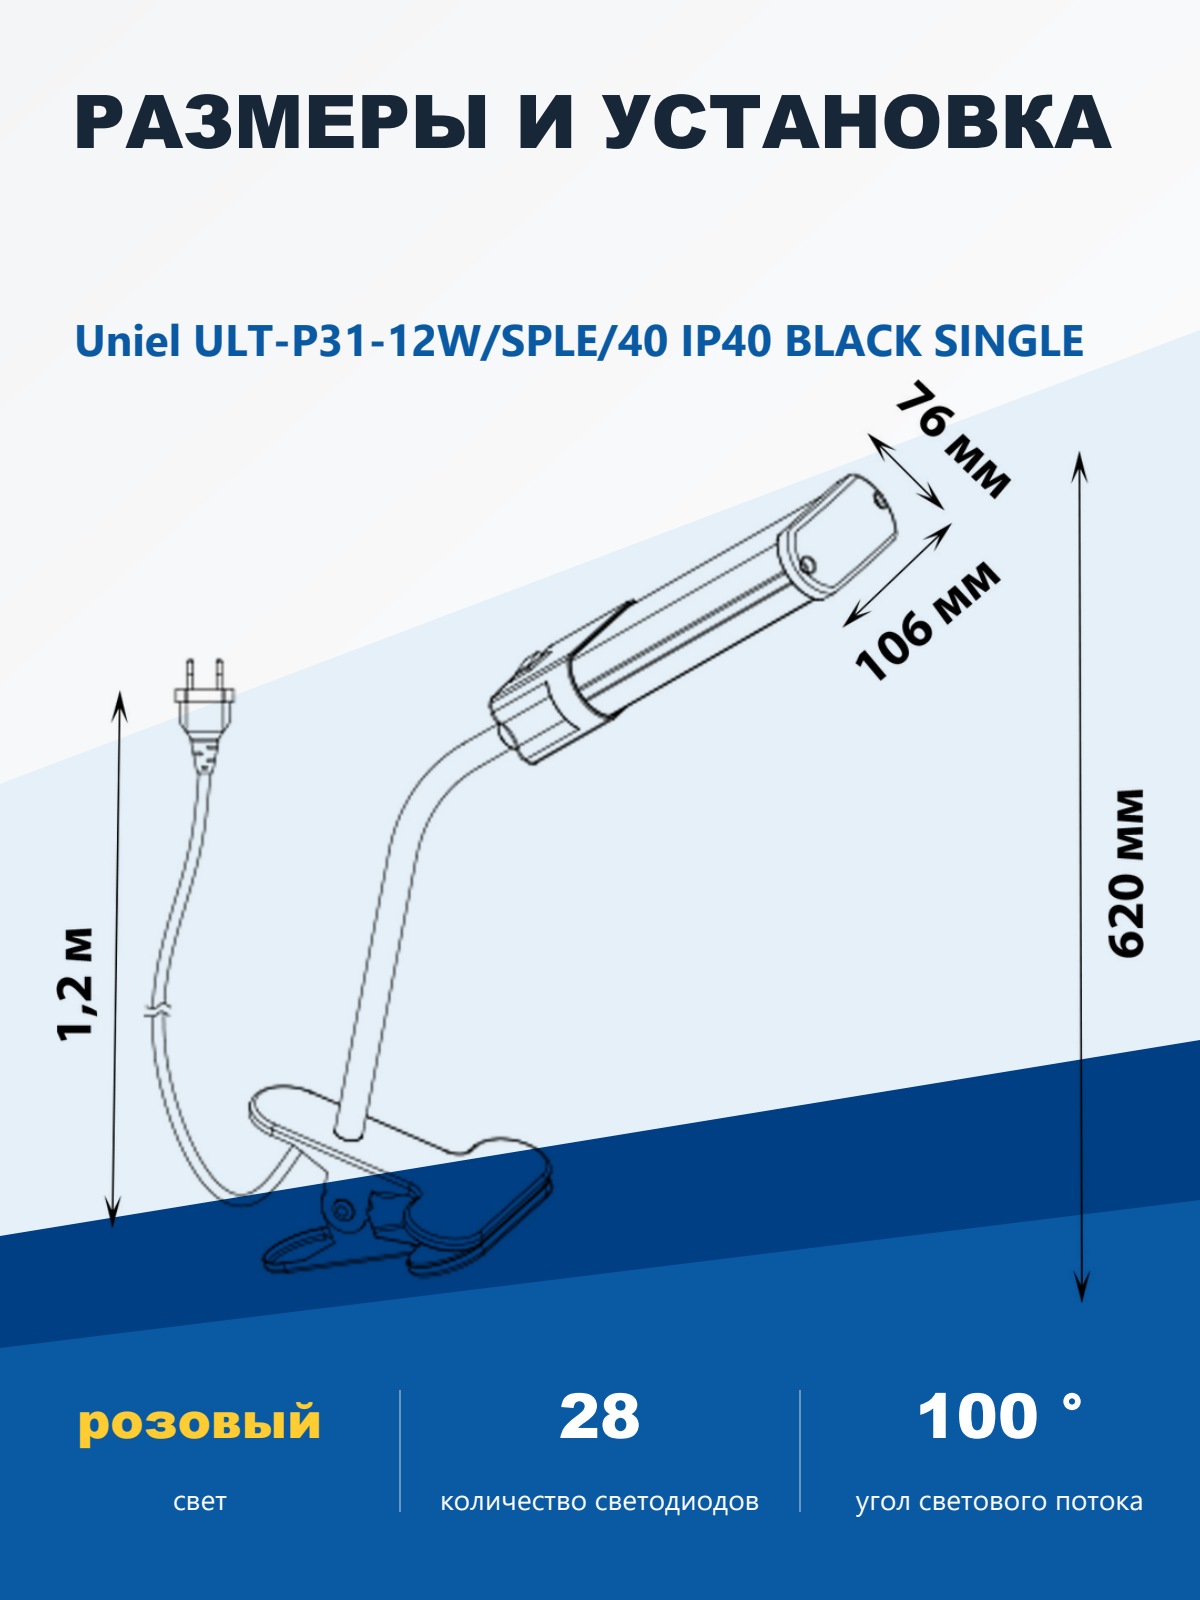 РАЗМЕРЫ И УСТАНОВКА
Uniel ULT-P31-12W/SPLE/40 IP40 BLACK SINGLE
76 мм
106 мм
620 мм
1,2 м
розовый
свет
28
количество светодиодов
100 °
угол светового потока